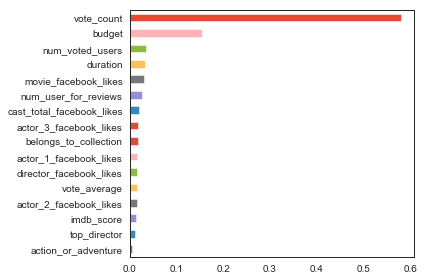 vote_count
budget
num_voted_users
duration
movie_facebook_likes
num_user_for_reviews
cast_total_facebook_likes
actor_3_facebook_likes
belongs_to_collection
actor_1_facebook_likes
director_facebook_likes
vote_average
actor_2_facebook_likes
imdb_score
top_director
action_or_adventure
0.0 0.1 0.2 0.3 0.4 0.5 0.6